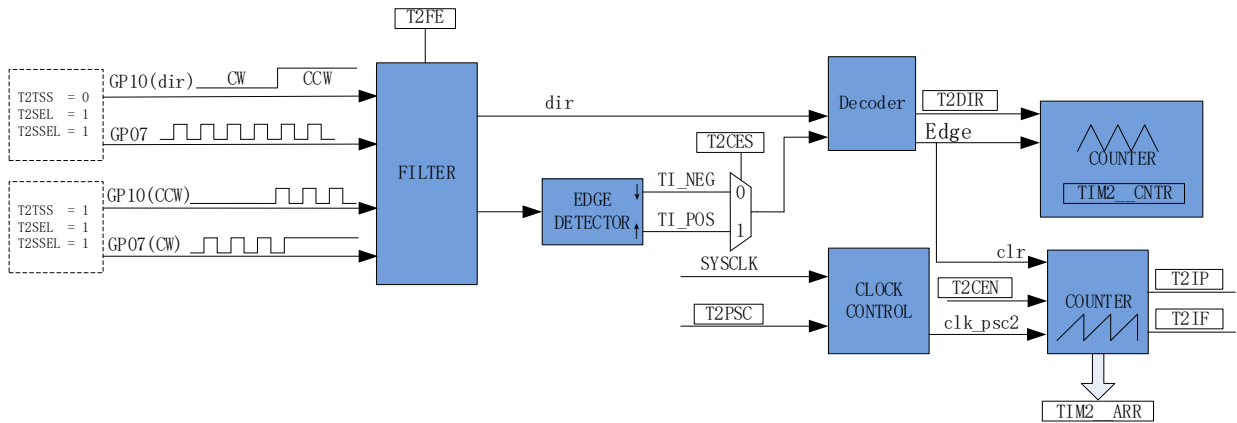 T2FE
GP10(dir)
CW
CCW
T2TSS = 0
T2SEL = 1
T2SSEL = 1
GP07
GP10(CCW)
T2TSS = 1
T2SEL = 1
T2SSEL = 1
GP07(CW)
FILTER
dir
EDGE
DETECTOR
TI_NEG
TI_POS
T2CES
0
1
Decoder
T2DIR
Edge
COUNTER
TIM2__CNTR
SYSCLK
T2PSC
CLOCK
CONTROL
clr
T2CEN
clk_psc2
COUNTER
T2IP
T2IF
TIM2__ARR